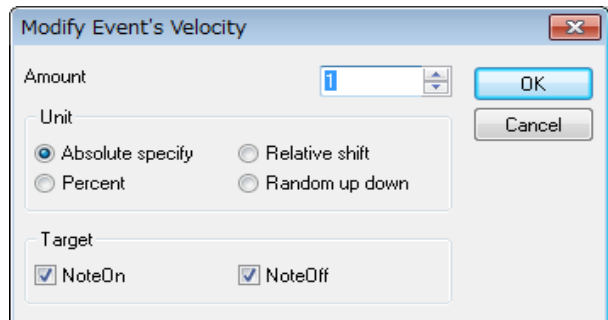 Modify Event's Velocity
Amount 1 OK
Unit Cancel
Absolute specify Relative shift
Percent Random up down
Target
NoteOn NoteOff